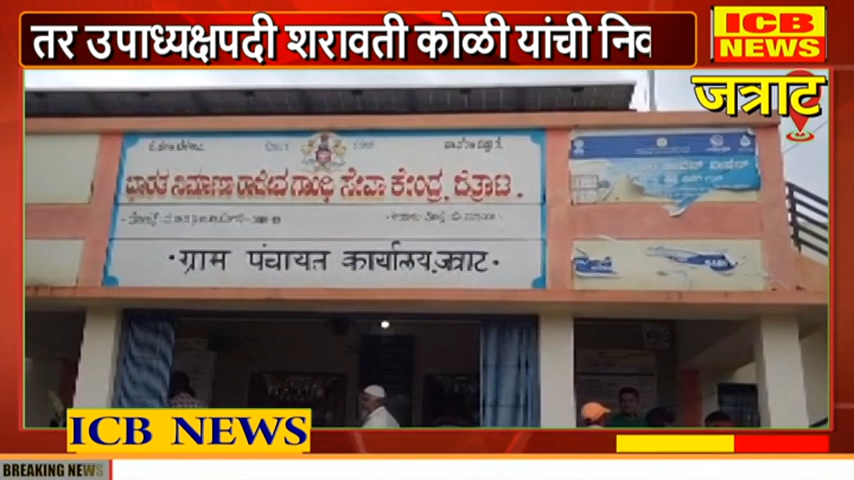 तर उपाध्यक्षपदी शरावती कोळी यांची निव
ICB
NEWS
जत्राट
ಭಾರತ ನಿರ್ಮಾಣ ರಾಜೀವ ಗಾಂಧಿ ಸೇವಾ ಕೇಂದ್ರ, ಜತ್ರಾಟ.
•ग्राम पंचायत कार्यालय,जत्राट•
ICB NEWS
BREAKING NEWS